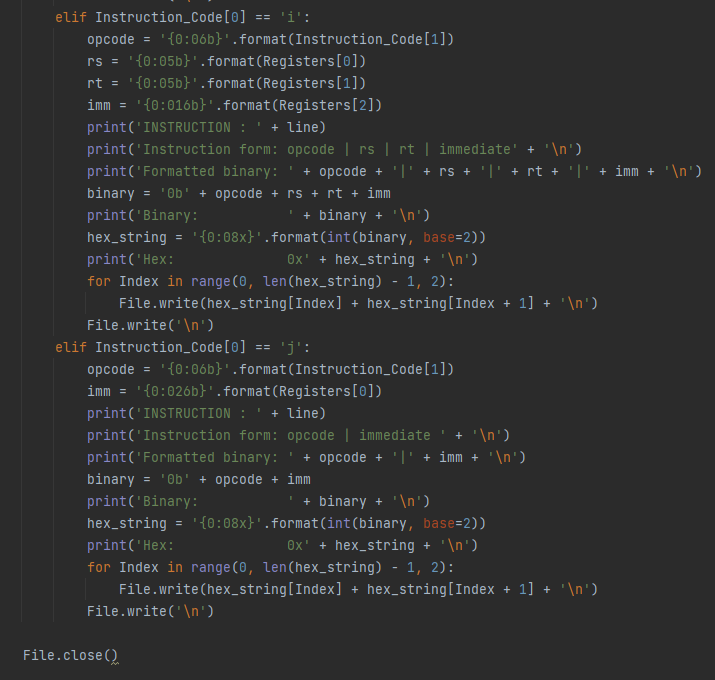 elif Instruction_Code[0] == 'i':
        opcode = '{0:06b}'.format(Instruction_Code[1])
        rs = '{0:05b}'.format(Registers[0])
        rt = '{0:05b}'.format(Registers[1])
        imm = '{0:016b}'.format(Registers[2])
        print('INSTRUCTION : ' + line)
        print('Instruction form: opcode | rs | rt | immediate' + '\n')
        print('Formatted binary: ' + opcode + '|' + rs + '|' + rt + '|' + imm + '\n')
        binary = '0b' + opcode + rs + rt + imm
        print('Binary:           ' + binary + '\n')
        hex_string = '{0:08x}'.format(int(binary, base=2))
        print('Hex:              0x' + hex_string + '\n')
        for Index in range(0, len(hex_string) - 1, 2):
            File.write(hex_string[Index] + hex_string[Index + 1] + '\n')
        File.write('\n')
    elif Instruction_Code[0] == 'j':
        opcode = '{0:06b}'.format(Instruction_Code[1])
        imm = '{0:026b}'.format(Registers[0])
        print('INSTRUCTION : ' + line)
        print('Instruction form: opcode | immediate ' + '\n')
        print('Formatted binary: ' + opcode + '|' + imm + '\n')
        binary = '0b' + opcode + imm
        print('Binary:           ' + binary + '\n')
        hex_string = '{0:08x}'.format(int(binary, base=2))
        print('Hex:              0x' + hex_string + '\n')
        for Index in range(0, len(hex_string) - 1, 2):
            File.write(hex_string[Index] + hex_string[Index + 1] + '\n')
        File.write('\n')
File.close()